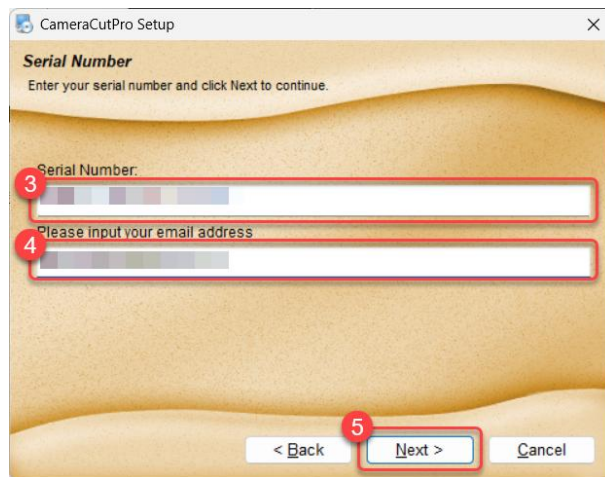 CameraCutPro Setup
Serial Number
Enter your serial number and click Next to continue.
Serial Number:
3
Please input your email address
4
5
< Back
Next >
Cancel